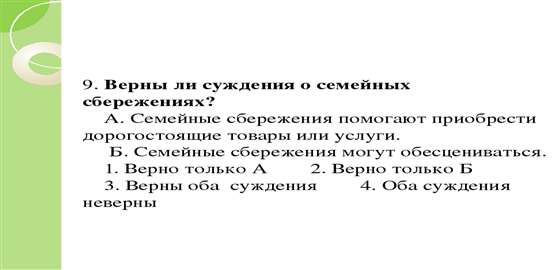 9. Верны ли суждения о семейных
сбережениях?
А. Семейные сбережения помогают приобрести
дорогостоящие товары или услуги.
Б. Семейные сбережения могут обесцениваться.
1. Верно только А 2. Верно только Б
3. Верны оба суждения 4. Оба суждения
неверны